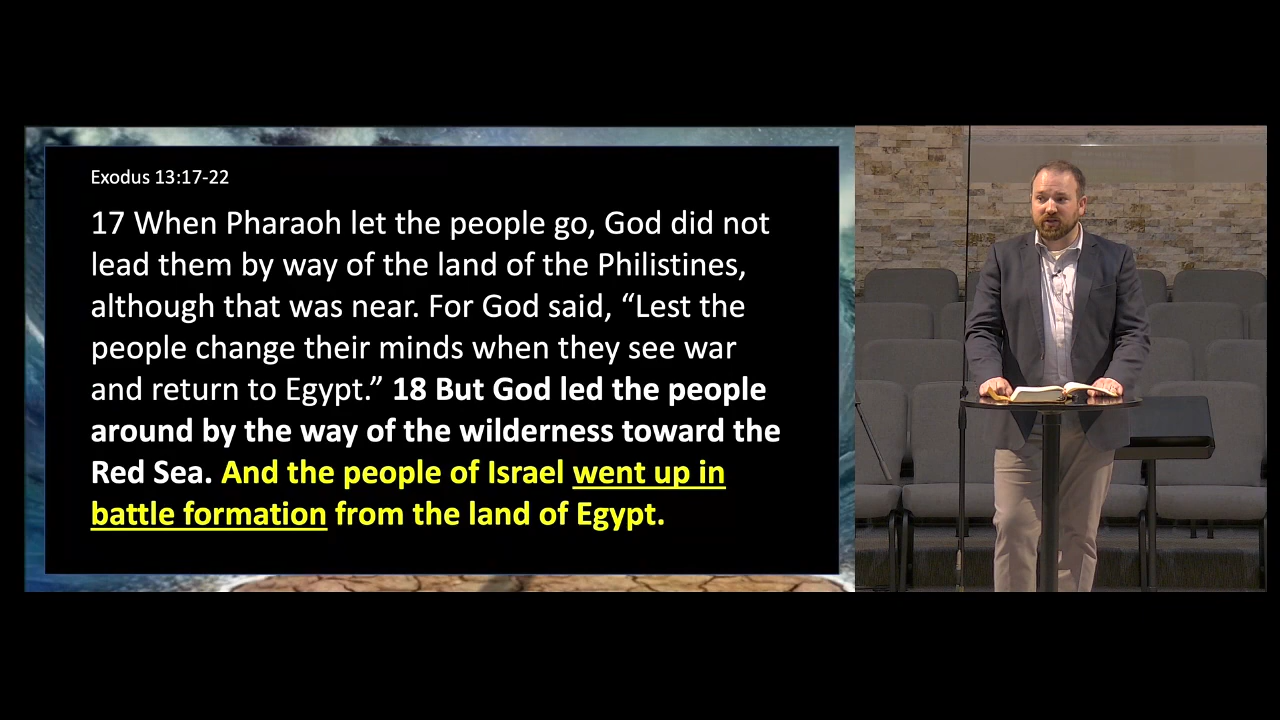 Exodus 13:17-22
17 When Pharaoh let the people go, God did not
lead them by way of the land of the Philistines,
although that was near. For God said, “Lest the
people change their minds when they see war
and return to Egypt.” 18 But God led the people
around by the way of the wilderness toward the
Red Sea. And the people of Israel went up in
battle formation from the land of Egypt.